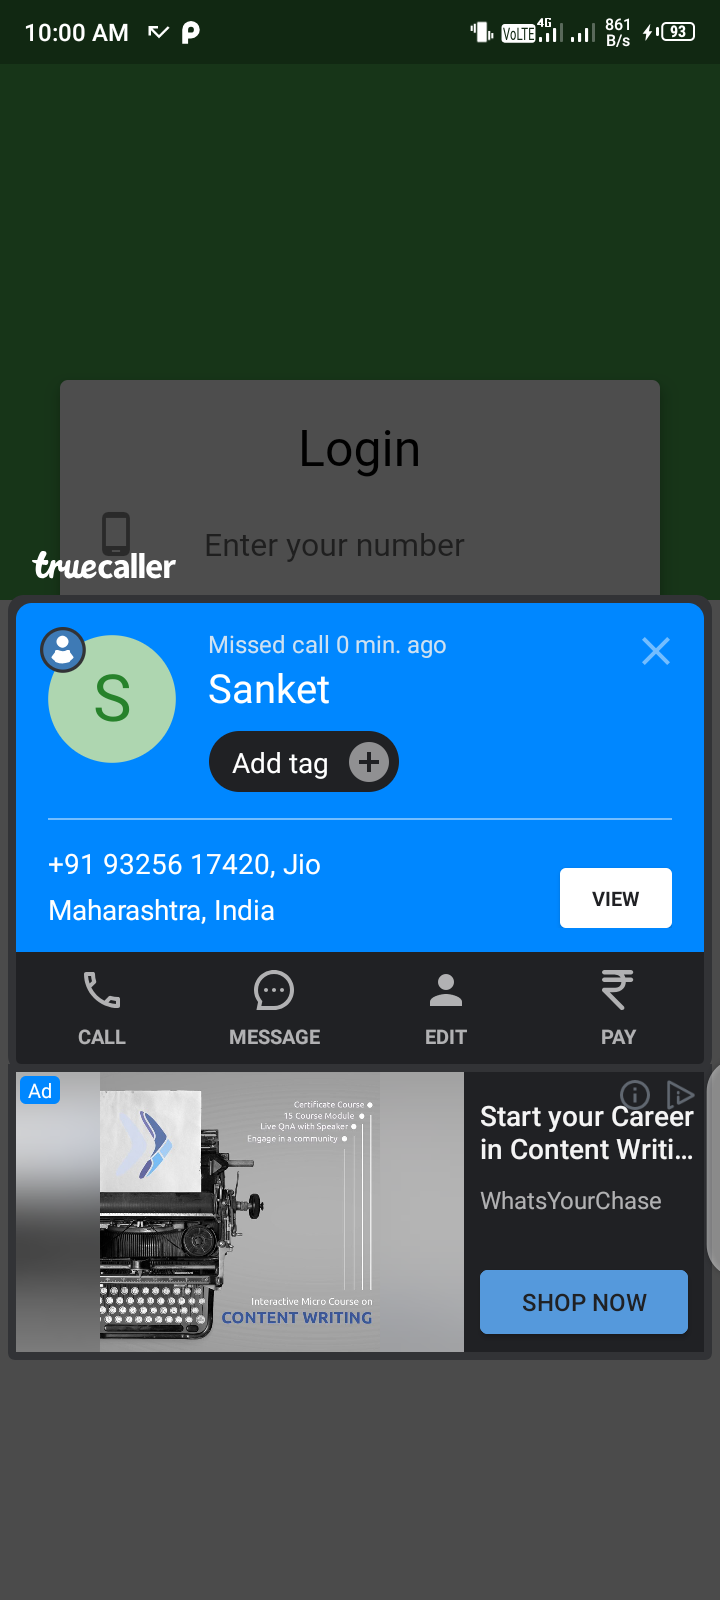 10:00 AM
VoLTE 4G 861 B/s 93
Login
Enter your number
truecaller
Missed call 0 min. ago
S
Sanket
Add tag
+91 93256 17420, Jio
Maharashtra, India
VIEW
CALL MESSAGE EDIT PAY
Ad
Certificate Course
15 Course Module
Live QnA with Speaker
Engage in a community
Interactive Micro Course on
CONTENT WRITING
Start your Career
in Content Writi...
WhatsYourChase
SHOP NOW